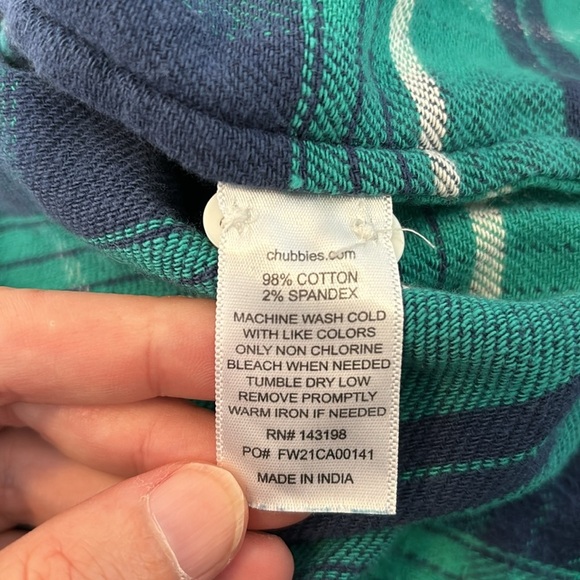 chubbies.com
98% COTTON
2% SPANDEX
MACHINE WASH COLD
WITH LIKE COLORS
ONLY NON CHLORINE
BLEACH WHEN NEEDED
TUMBLE DRY LOW
REMOVE PROMPTLY
WARM IRON IF NEEDED
RN# 143198
PO# FW21CA00141
MADE IN INDIA